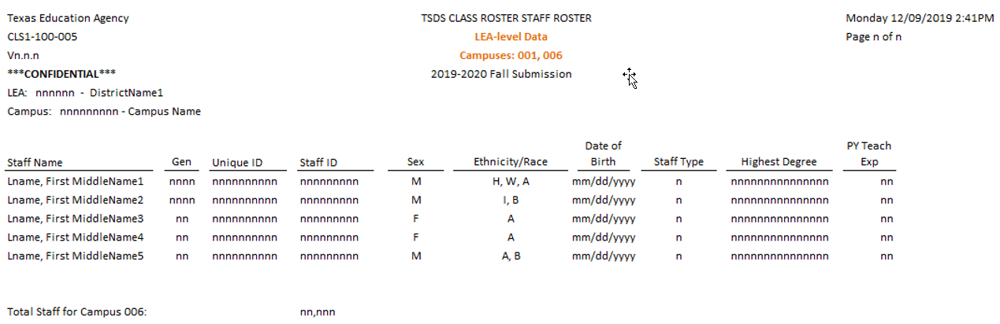 Texas Education Agency TSDS CLASS ROSTER STAFF ROSTER Monday 12/09/2019 2:41PM
CLS1-100-005 LEA-level Data Page n of n
Vn.n.n Campuses: 001, 006
***CONFIDENTIAL*** 2019-2020 Fall Submission
LEA: nnnnnn - DistrictName1
Campus: nnnnnnnnn - Campus Name
Date of PY Teach
Staff Name Gen Unique ID Staff ID Sex Ethnicity/Race Birth Staff Type Highest Degree Exp
Lname, First MiddleName1 nnnn nnnnnnnnnn nnnnnnnnn M H, W, A mm/dd/yyyy n nnnnnnnnnnnnnnn nn
Lname, First MiddleName2 nnnn nnnnnnnnnn nnnnnnnnn M I, B mm/dd/yyyy n nnnnnnnnnnnnnnn nn
Lname, First MiddleName3 nn nnnnnnnnnn nnnnnnnnn F A mm/dd/yyyy n nnnnnnnnnnnnnnn nn
Lname, First MiddleName4 nn nnnnnnnnnn nnnnnnnnn F A mm/dd/yyyy n nnnnnnnnnnnnnnn nn
Lname, First MiddleName5 nn nnnnnnnnnn nnnnnnnnn M A, B mm/dd/yyyy n nnnnnnnnnnnnnnn nn
Total Staff for Campus 006: nn,nnn